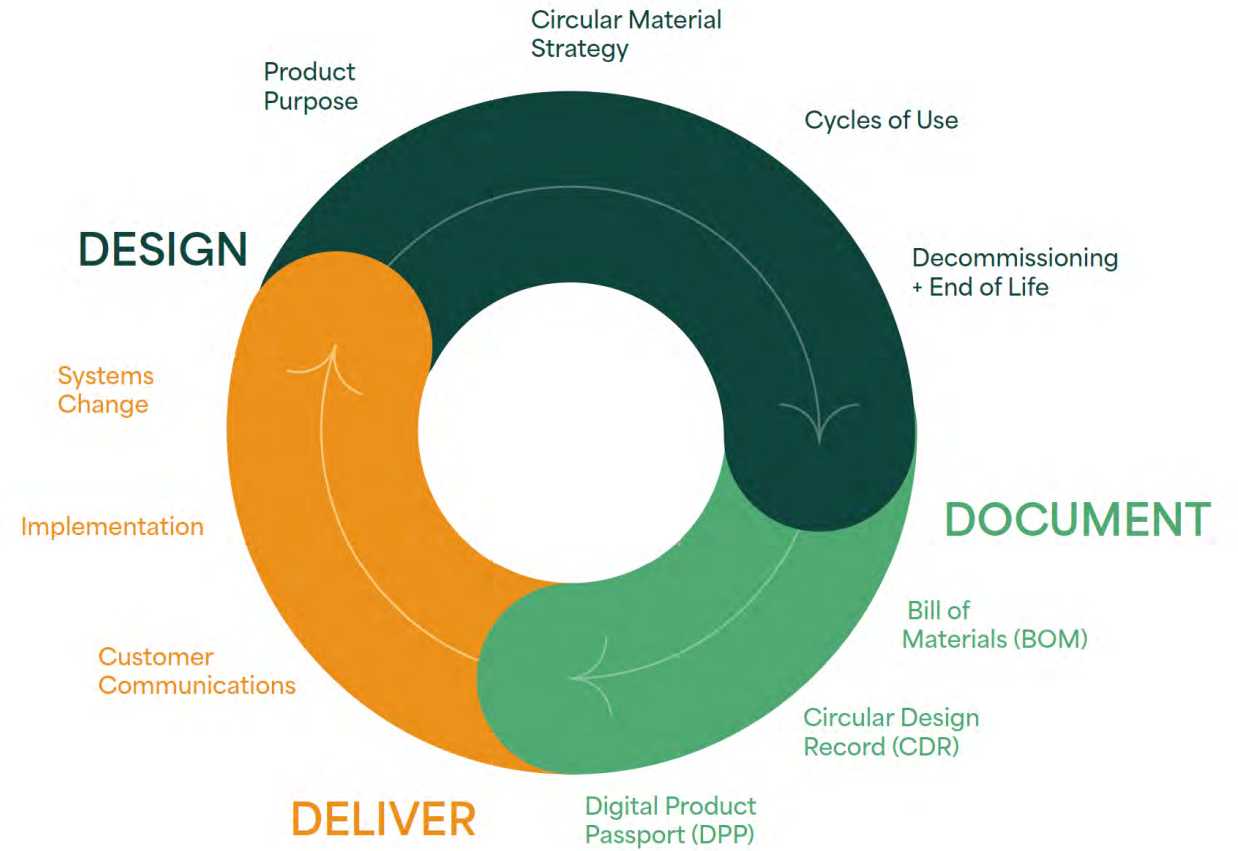 Circular Material
Strategy
Product
Purpose
Cycles of Use
DESIGN
Decommissioning
+ End of Life
Systems
Change
DOCUMENT
Implementation
Bill of
Materials (BOM)
Customer
Communications
Circular Design
Record (CDR)
DELIVER
Digital Product
Passport (DPP)